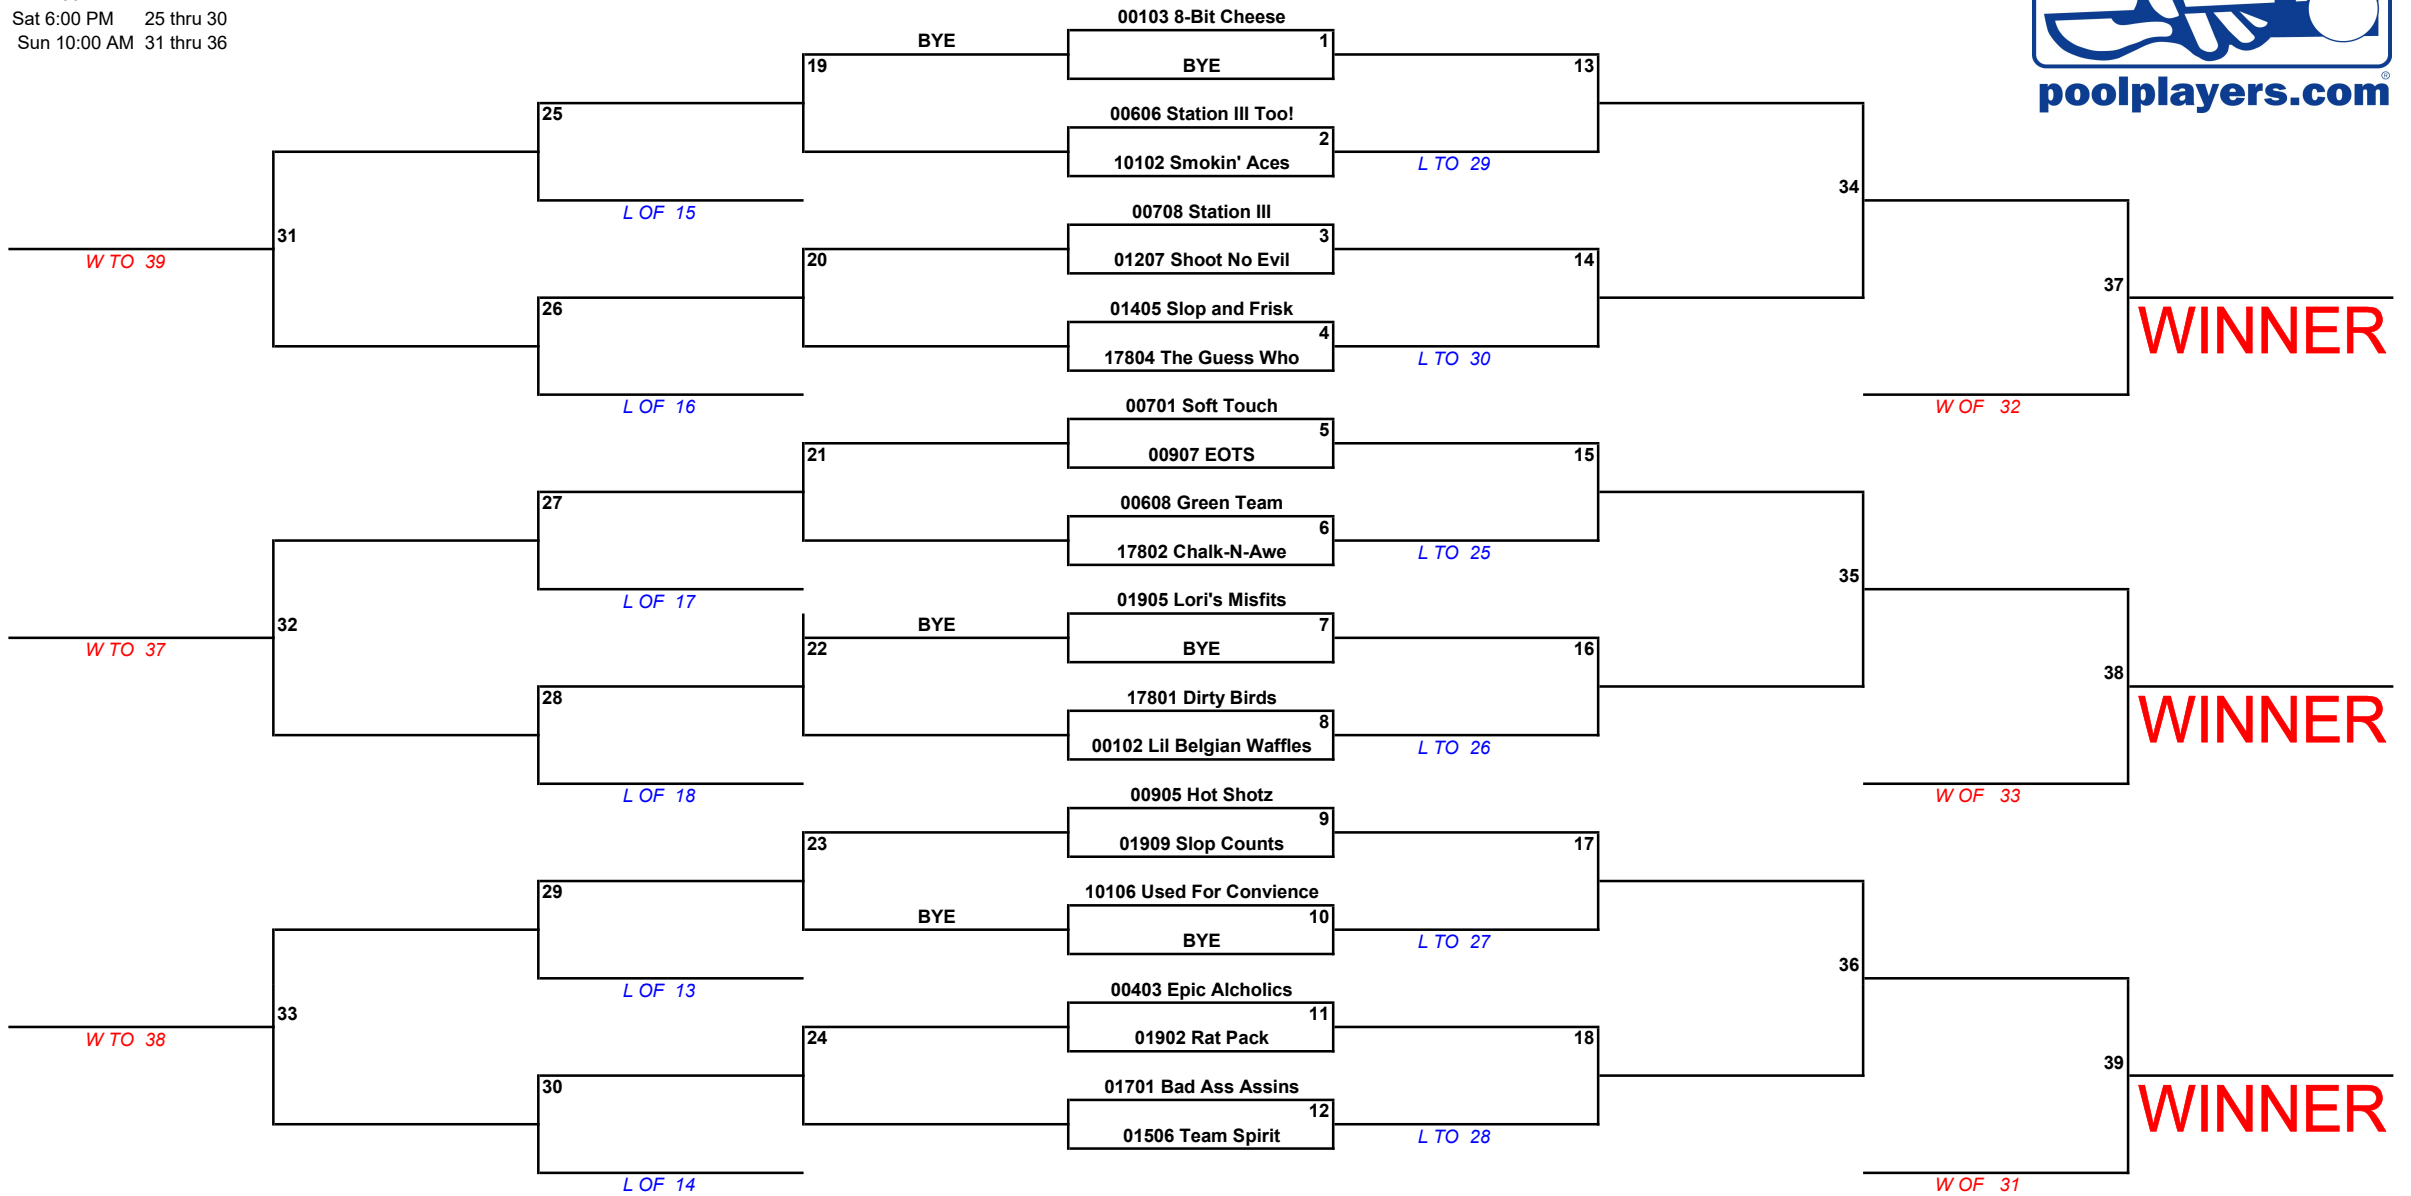 Sat 6:00 PM 25 thru 30
Sun 10:00 AM 31 thru 36
poolplayers.com®
00103 8-Bit Cheese
BYE 1
19 BYE 13
25 00606 Station III Too!
2
10102 Smokin' Aces L TO 29
34
L OF 15 00708 Station III
31 3
W TO 39 20 01207 Shoot No Evil 14
37
26 01405 Slop and Frisk
4 WINNER
17804 The Guess Who L TO 30
L OF 16 00701 Soft Touch W OF 32
5
21 00907 EOTS 15
27 00608 Green Team
6
17802 Chalk-N-Awe L TO 25
35
L OF 17 01905 Lori's Misfits
32 BYE 7
W TO 37 22 BYE 16
38
28 17801 Dirty Birds
8 WINNER
00102 Lil Belgian Waffles L TO 26
L OF 18 00905 Hot Shotz W OF 33
9
23 01909 Slop Counts 17
29 10106 Used For Convience
BYE 10
BYE L TO 27
36
L OF 13 00403 Epic Alcholics
33 11
W TO 38 24 01902 Rat Pack 18
39
30 01701 Bad Ass Assins
12 WINNER
01506 Team Spirit L TO 28
L OF 14 W OF 31